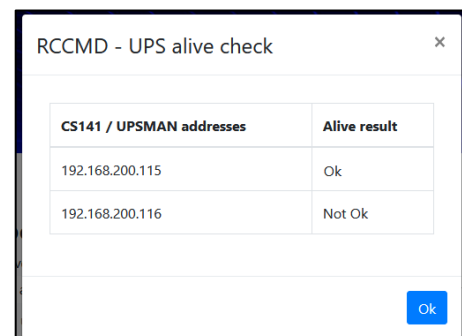 RCCMD - UPS alive check ×
CS141 / UPSMAN addresses Alive result
192.168.200.115 Ok
192.168.200.116 Not Ok
Ok